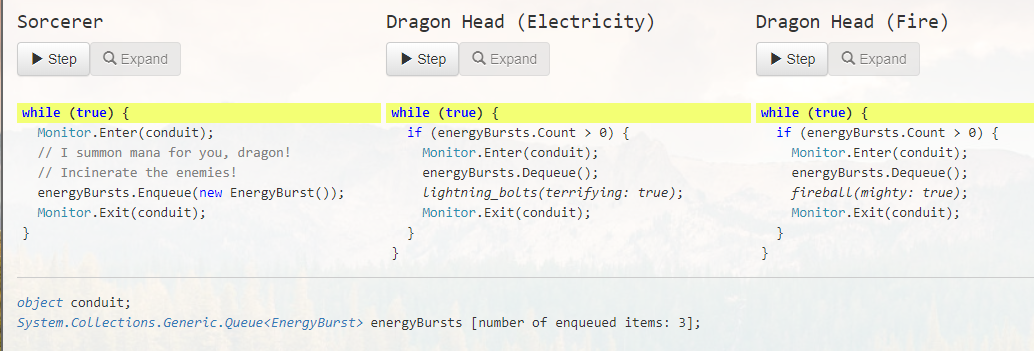 Sorcerer
Step Expand
while (true) {
Monitor.Enter(conduit);
// I summon mana for you, dragon!
// Incinerate the enemies!
energyBursts.Enqueue(new EnergyBurst());
Monitor.Exit(conduit);
}
Dragon Head (Electricity)
Step Expand
while (true) {
if (energyBursts.Count > 0) {
Monitor.Enter(conduit);
energyBursts.Dequeue();
lightning_bolts(terrifying: true);
Monitor.Exit(conduit);
}
}
Dragon Head (Fire)
Step Expand
while (true) {
if (energyBursts.Count > 0) {
Monitor.Enter(conduit);
energyBursts.Dequeue();
fireball(mighty: true);
Monitor.Exit(conduit);
}
}
object conduit;
System.Collections.Generic.Queue<EnergyBurst> energyBursts [number of enqueued items: 3];